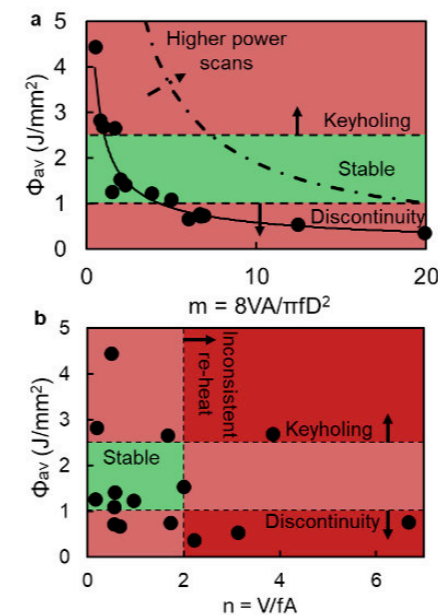 a
5
4
3
2
1
0
Φav (J/mm²)
Higher power
scans
Keyholing
Stable
Discontinuity
0
10
20
m = 8VA/πfD²
b
5
4
3
2
1
0
Φav (J/mm²)
Inconsistent
re-heat
Keyholing
Stable
Discontinuity
0
2
4
6
n = V/fA